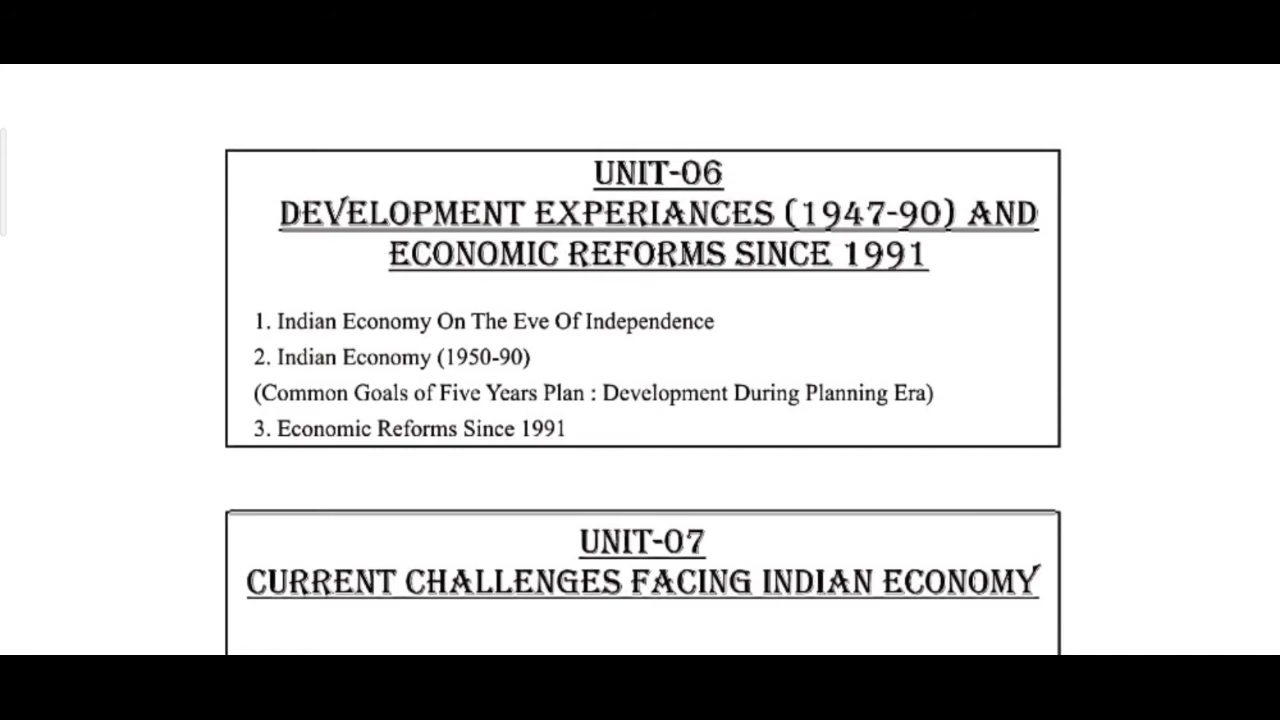 UNIT-06
DEVELOPMENT EXPERIANCES (1947-90) AND
ECONOMIC REFORMS SINCE 1991
1. Indian Economy On The Eve Of Independence
2. Indian Economy (1950-90)
(Common Goals of Five Years Plan : Development During Planning Era)
3. Economic Reforms Since 1991
UNIT-07
CURRENT CHALLENGES FACING INDIAN ECONOMY